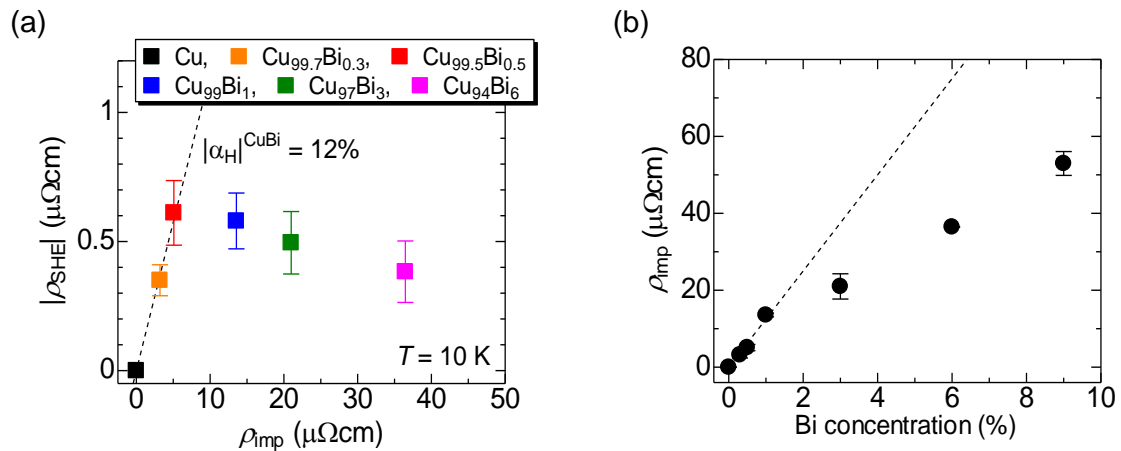 (a)
Cu, Cu99.7Bi0.3, Cu99.5Bi0.5
Cu99Bi1, Cu97Bi3, Cu94Bi6
1
0.5
0
|ρSHE| (μΩcm)
|αH|^CuBi = 12%
T = 10 K
0 10 20 30 40 50
ρimp (μΩcm)
(b)
80
60
40
20
0
ρimp (μΩcm)
0 2 4 6 8 10
Bi concentration (%)